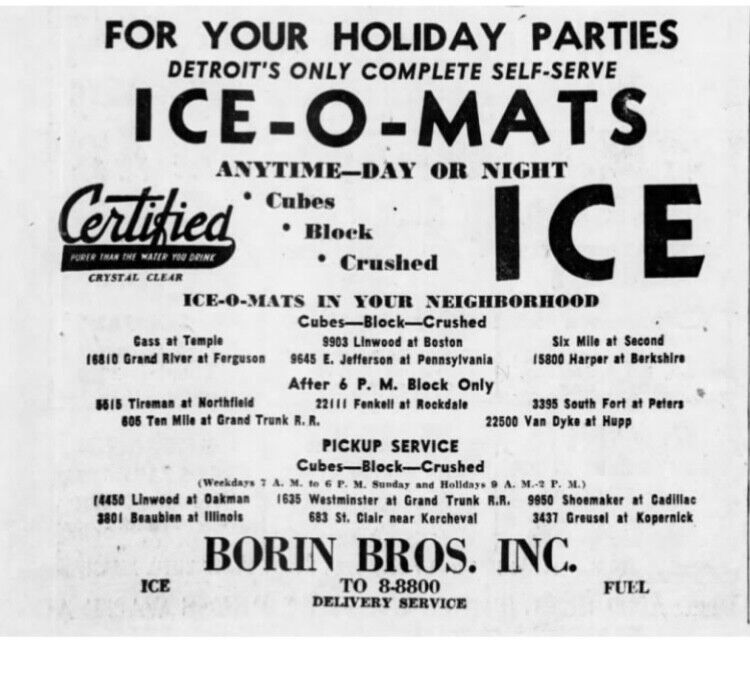 FOR YOUR HOLIDAY PARTIES
DETROIT'S ONLY COMPLETE SELF-SERVE
ICE-O-MATS
ANYTIME—DAY OR NIGHT
Certified
PURER THAN THE WATER YOU DRINK
CRYSTAL CLEAR
• Cubes
• Block
• Crushed
ICE
ICE-O-MATS IN YOUR NEIGHBORHOOD
Cubes—Block—Crushed
Cass at Temple 9903 Linwood at Boston Six Mile at Second
16810 Grand River at Ferguson 9645 E. Jefferson at Pennsylvania 15800 Harper at Berkshire
After 6 P. M. Block Only
5515 Tireman at Northfield 22111 Fenkell at Rockdale 3395 South Fort at Peters
605 Ten Mile at Grand Trunk R. R. 22500 Van Dyke at Hupp
PICKUP SERVICE
Cubes—Block—Crushed
(Weekdays 7 A. M. to 6 P. M. Sunday and Holidays 9 A. M.-2 P. M.)
14450 Linwood at Oakman 1635 Westminster at Grand Trunk R.R. 9950 Shoemaker at Cadillac
3801 Beaubien at Illinois 683 St. Clair near Kercheval 3437 Greusel at Kopernick
BORIN BROS. INC.
ICE TO 8-8800 FUEL
DELIVERY SERVICE